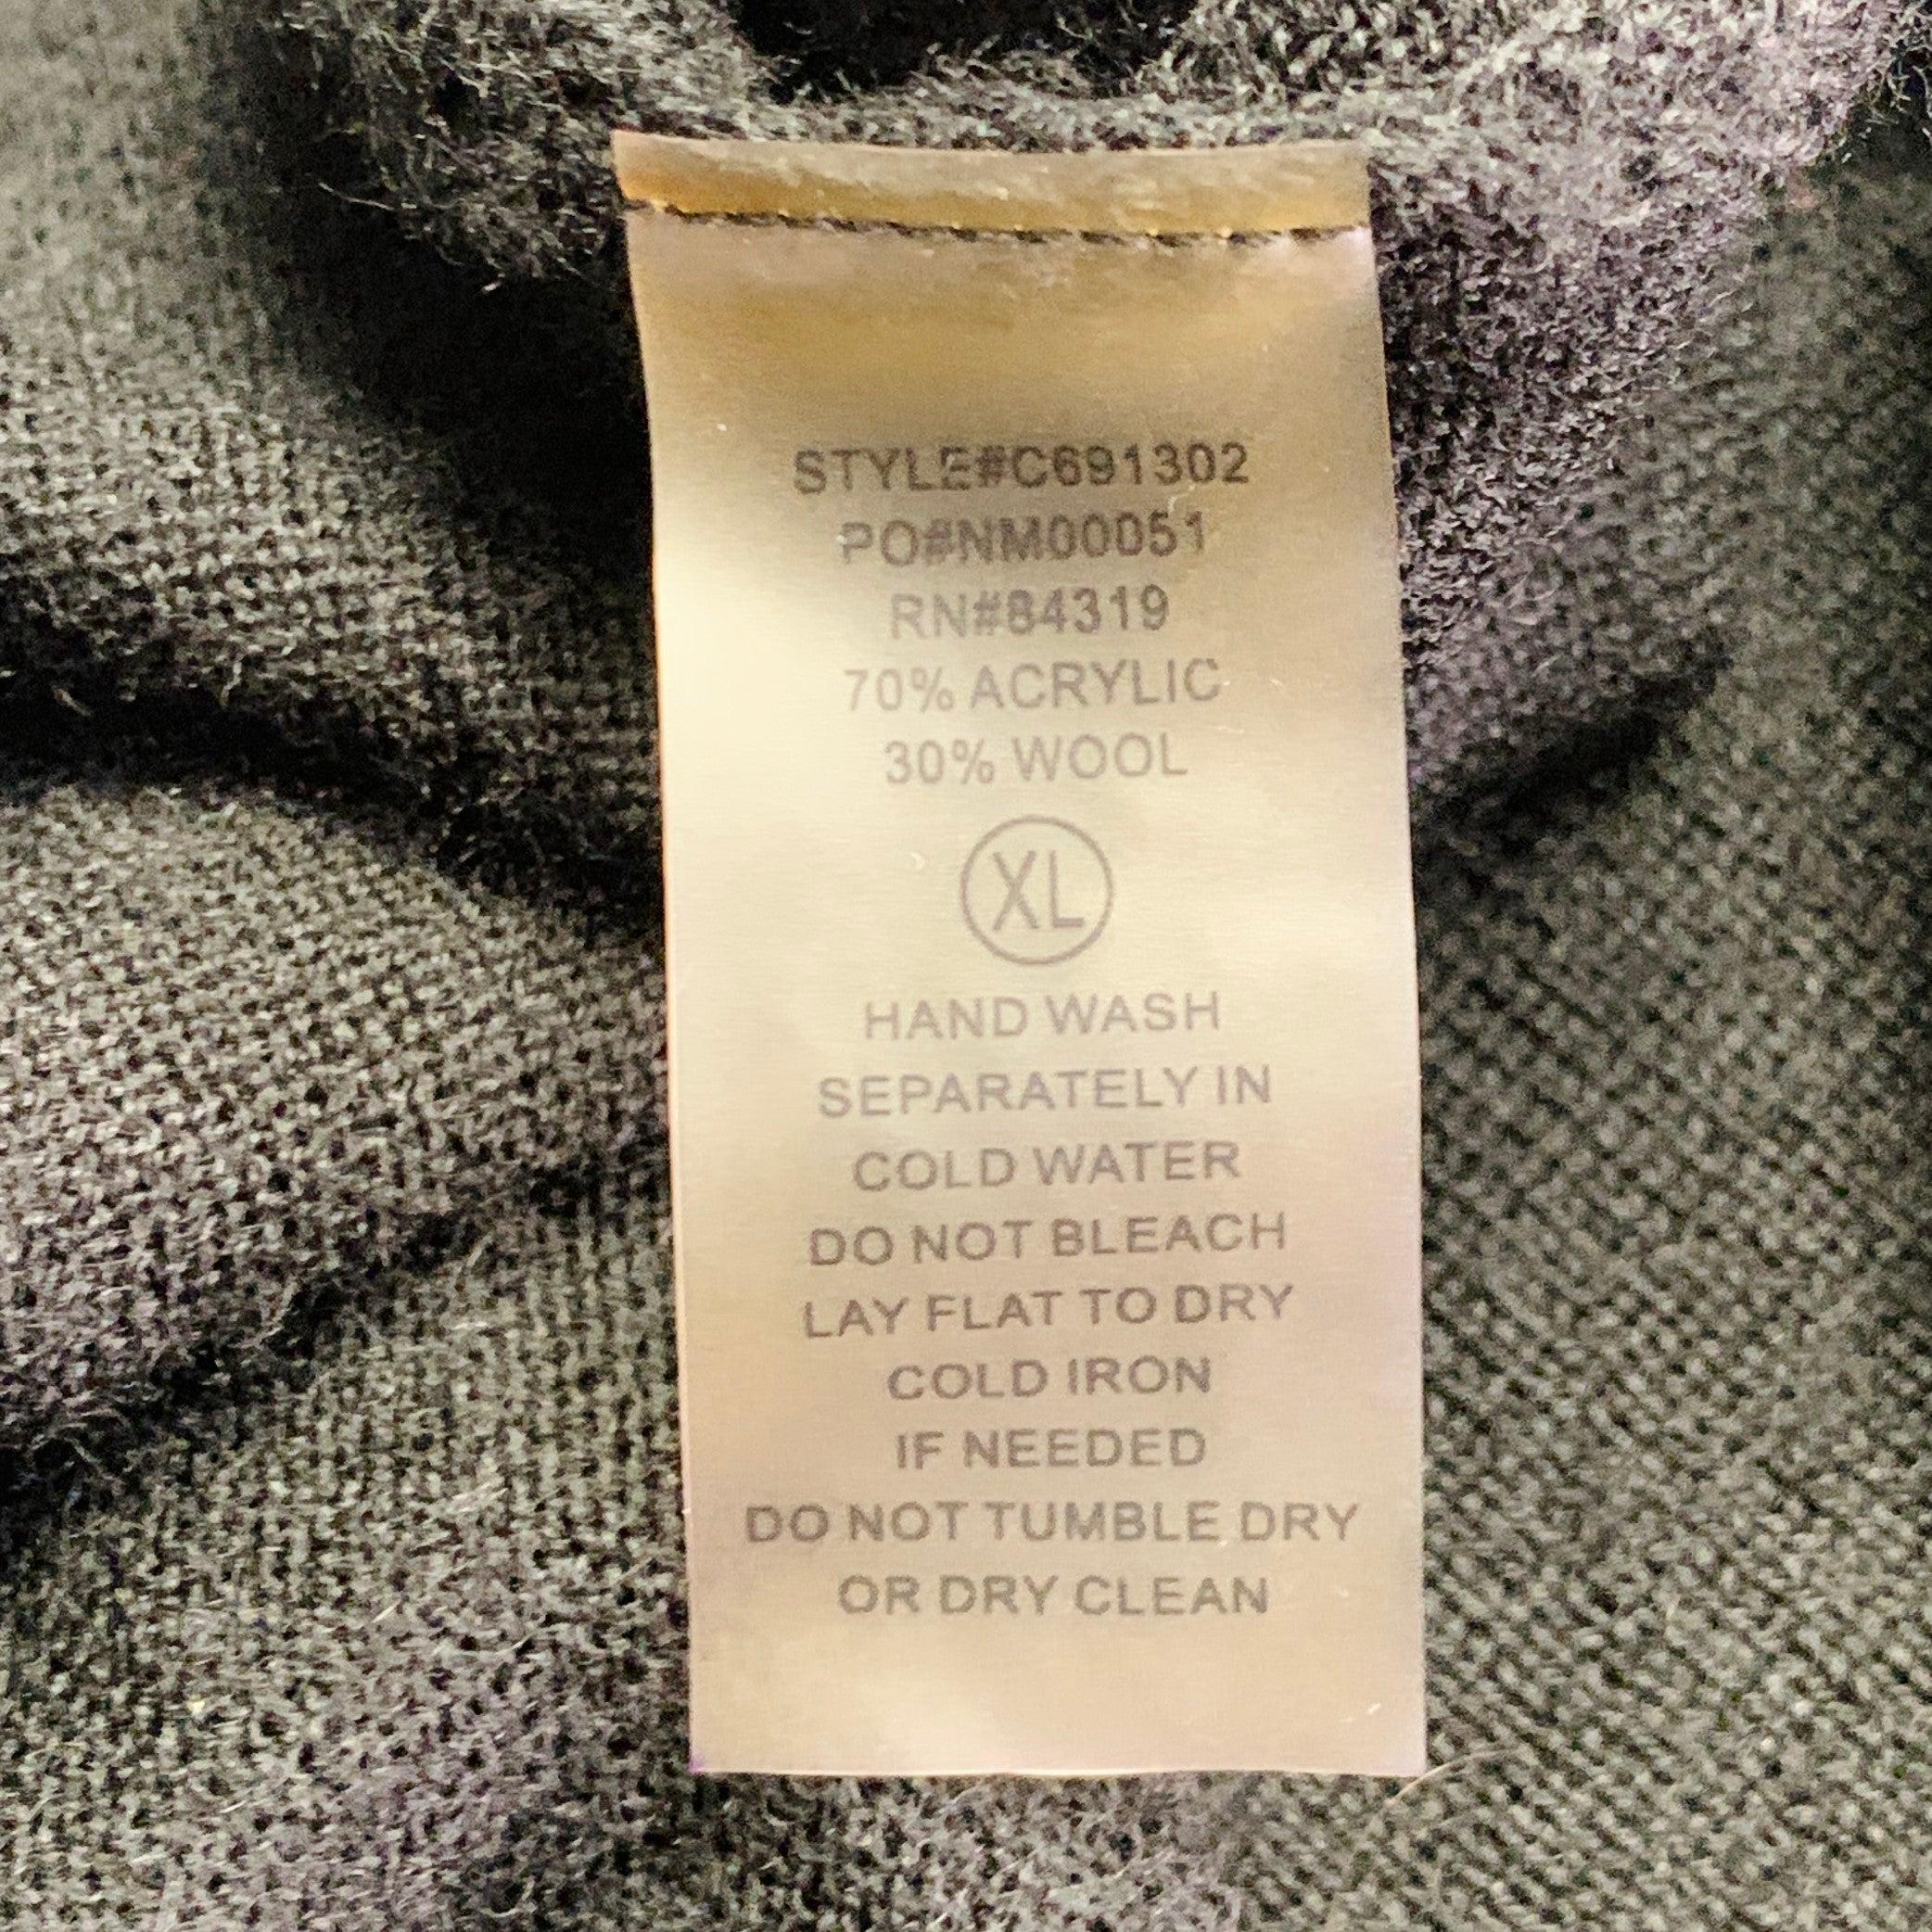 STYLE#C691302
PO#NM00051
RN#84319
70% ACRYLIC
30% WOOL
XL
HAND WASH
SEPARATELY IN
COLD WATER
DO NOT BLEACH
LAY FLAT TO DRY
COLD IRON
IF NEEDED
DO NOT TUMBLE DRY
OR DRY CLEAN